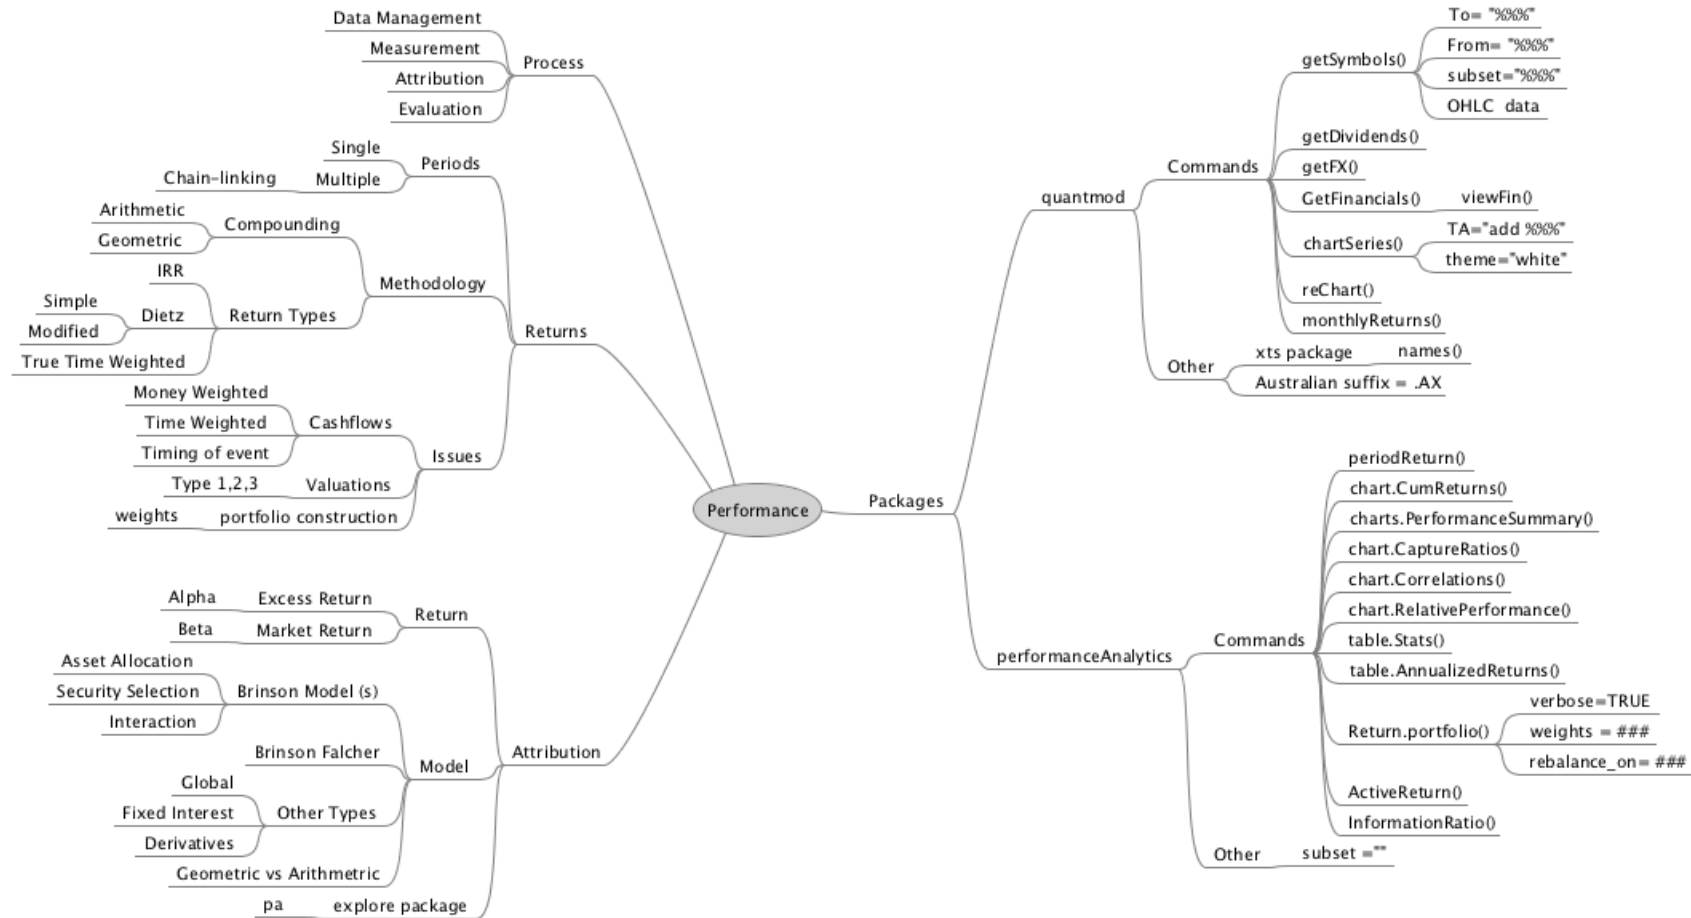 Data Management
Measurement
Attribution
Evaluation
Process
Single
Chain-linking
Multiple
Periods
Arithmetic
Geometric
Compounding
IRR
Simple
Modified
Dietz
True Time Weighted
Return Types
Methodology
Returns
Money Weighted
Time Weighted
Timing of event
Cashflows
Type 1,2,3
Valuations
weights
portfolio construction
Issues
Performance
Alpha
Excess Return
Beta
Market Return
Return
Asset Allocation
Security Selection
Interaction
Brinson Model (s)
Brinson Falcher
Model
Attribution
Global
Fixed Interest
Derivatives
Other Types
Geometric vs Arithmetric
pa
explore package
Packages
quantmod
Commands
getSymbols()
To= "%%%"
From= "%%%"
subset="%%%"
OHLC data
getDividends()
getFX()
GetFinancials()
viewFin()
chartSeries()
TA="add %%%"
theme="white"
reChart()
monthlyReturns()
Other
xts package
names()
Australian suffix = .AX
performanceAnalytics
Commands
periodReturn()
chart.CumReturns()
charts.PerformanceSummary()
chart.CaptureRatios()
chart.Correlations()
chart.RelativePerformance()
table.Stats()
table.AnnualizedReturns()
Return.portfolio()
verbose=TRUE
weights = ###
rebalance_on= ###
ActiveReturn()
InformationRatio()
Other
subset =""